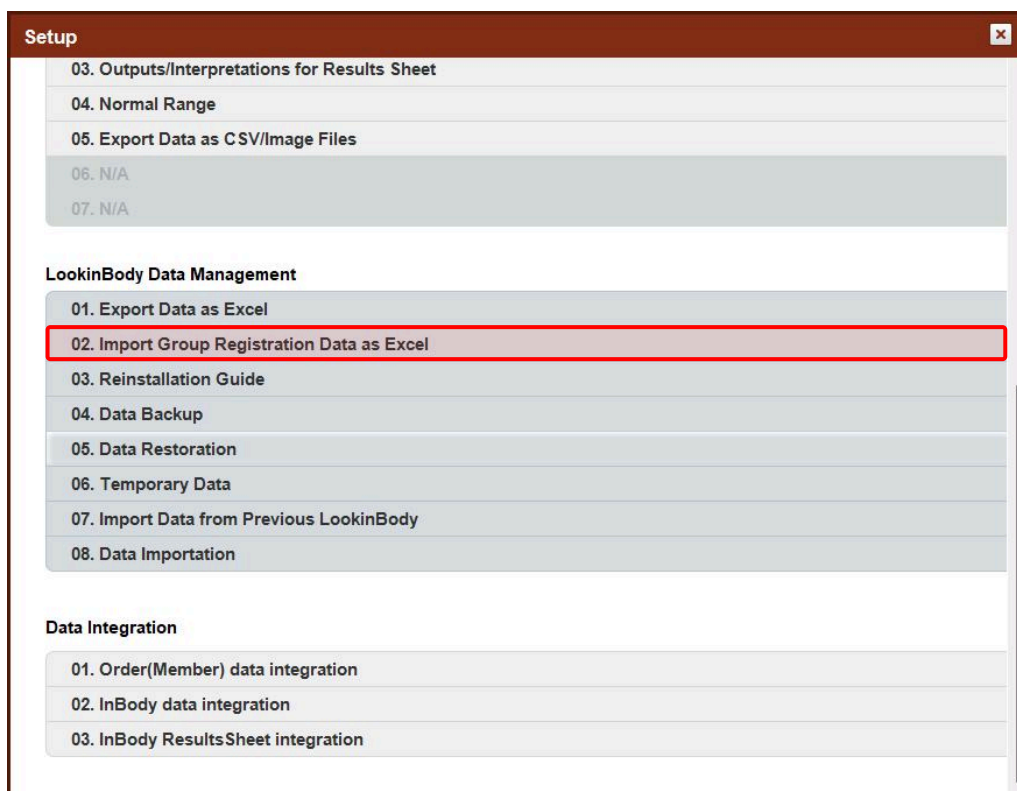 Setup
03. Outputs/Interpretations for Results Sheet
04. Normal Range
05. Export Data as CSV/Image Files
06. N/A
07. N/A
LookinBody Data Management
01. Export Data as Excel
02. Import Group Registration Data as Excel
03. Reinstallation Guide
04. Data Backup
05. Data Restoration
06. Temporary Data
07. Import Data from Previous LookinBody
08. Data Importation
Data Integration
01. Order(Member) data integration
02. InBody data integration
03. InBody ResultsSheet integration